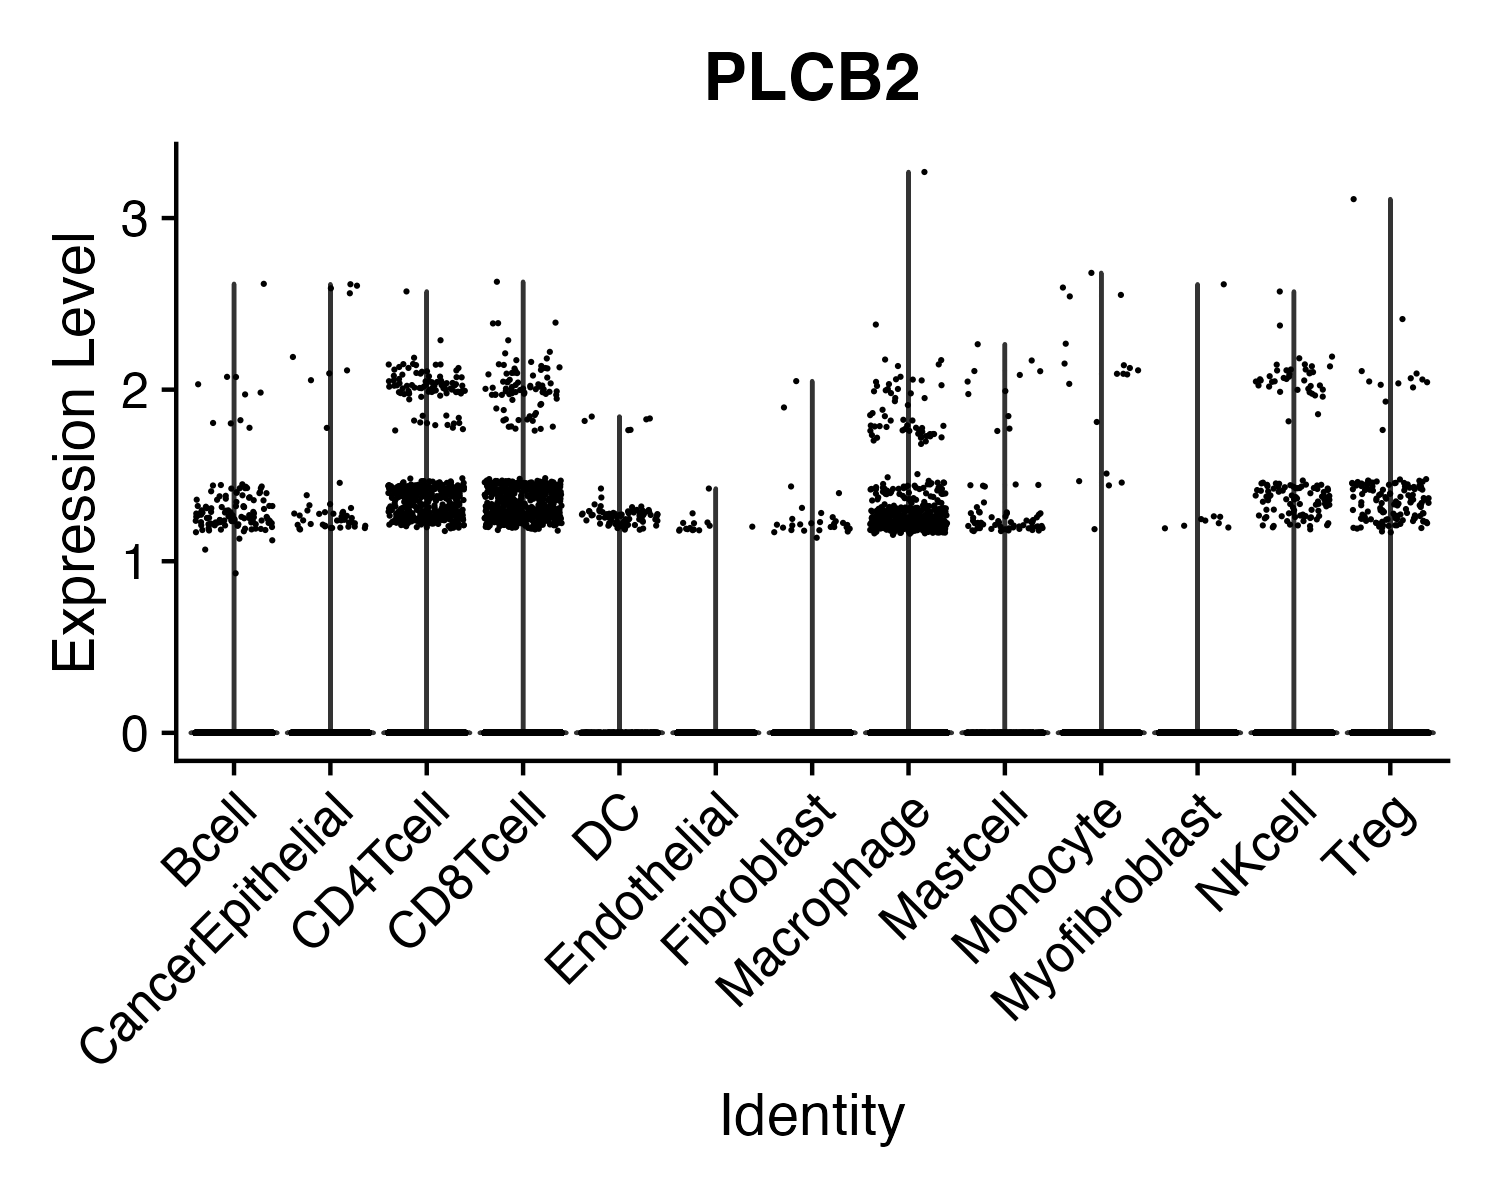 PLCB2
Expression Level
3
2
1
0
Bcell
CancerEpithelial
CD4Tcell
CD8Tcell
DC
Endothelial
Fibroblast
Macrophage
Mastcell
Monocyte
Myofibroblast
NKcell
Treg
Identity